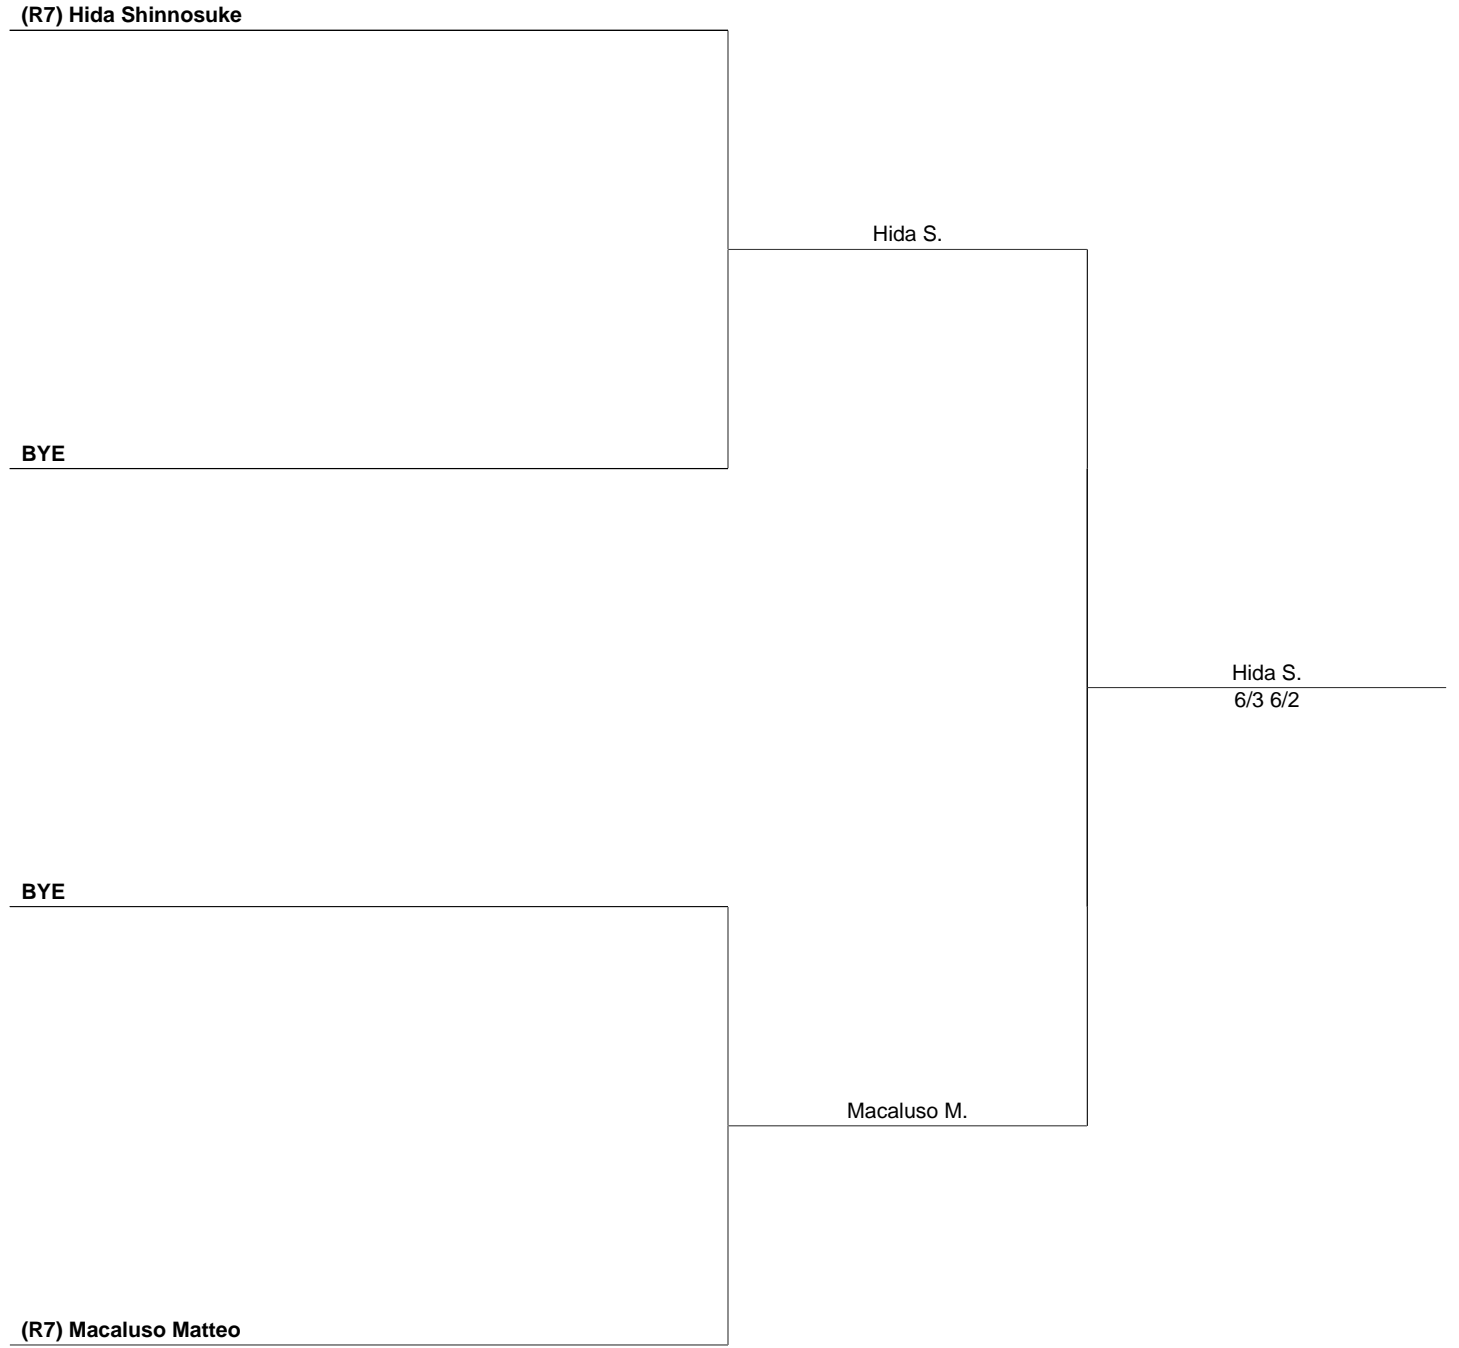 (R7) Hida Shinnosuke
Hida S.
BYE
Hida S.
6/3 6/2
BYE
Macaluso M.
(R7) Macaluso Matteo